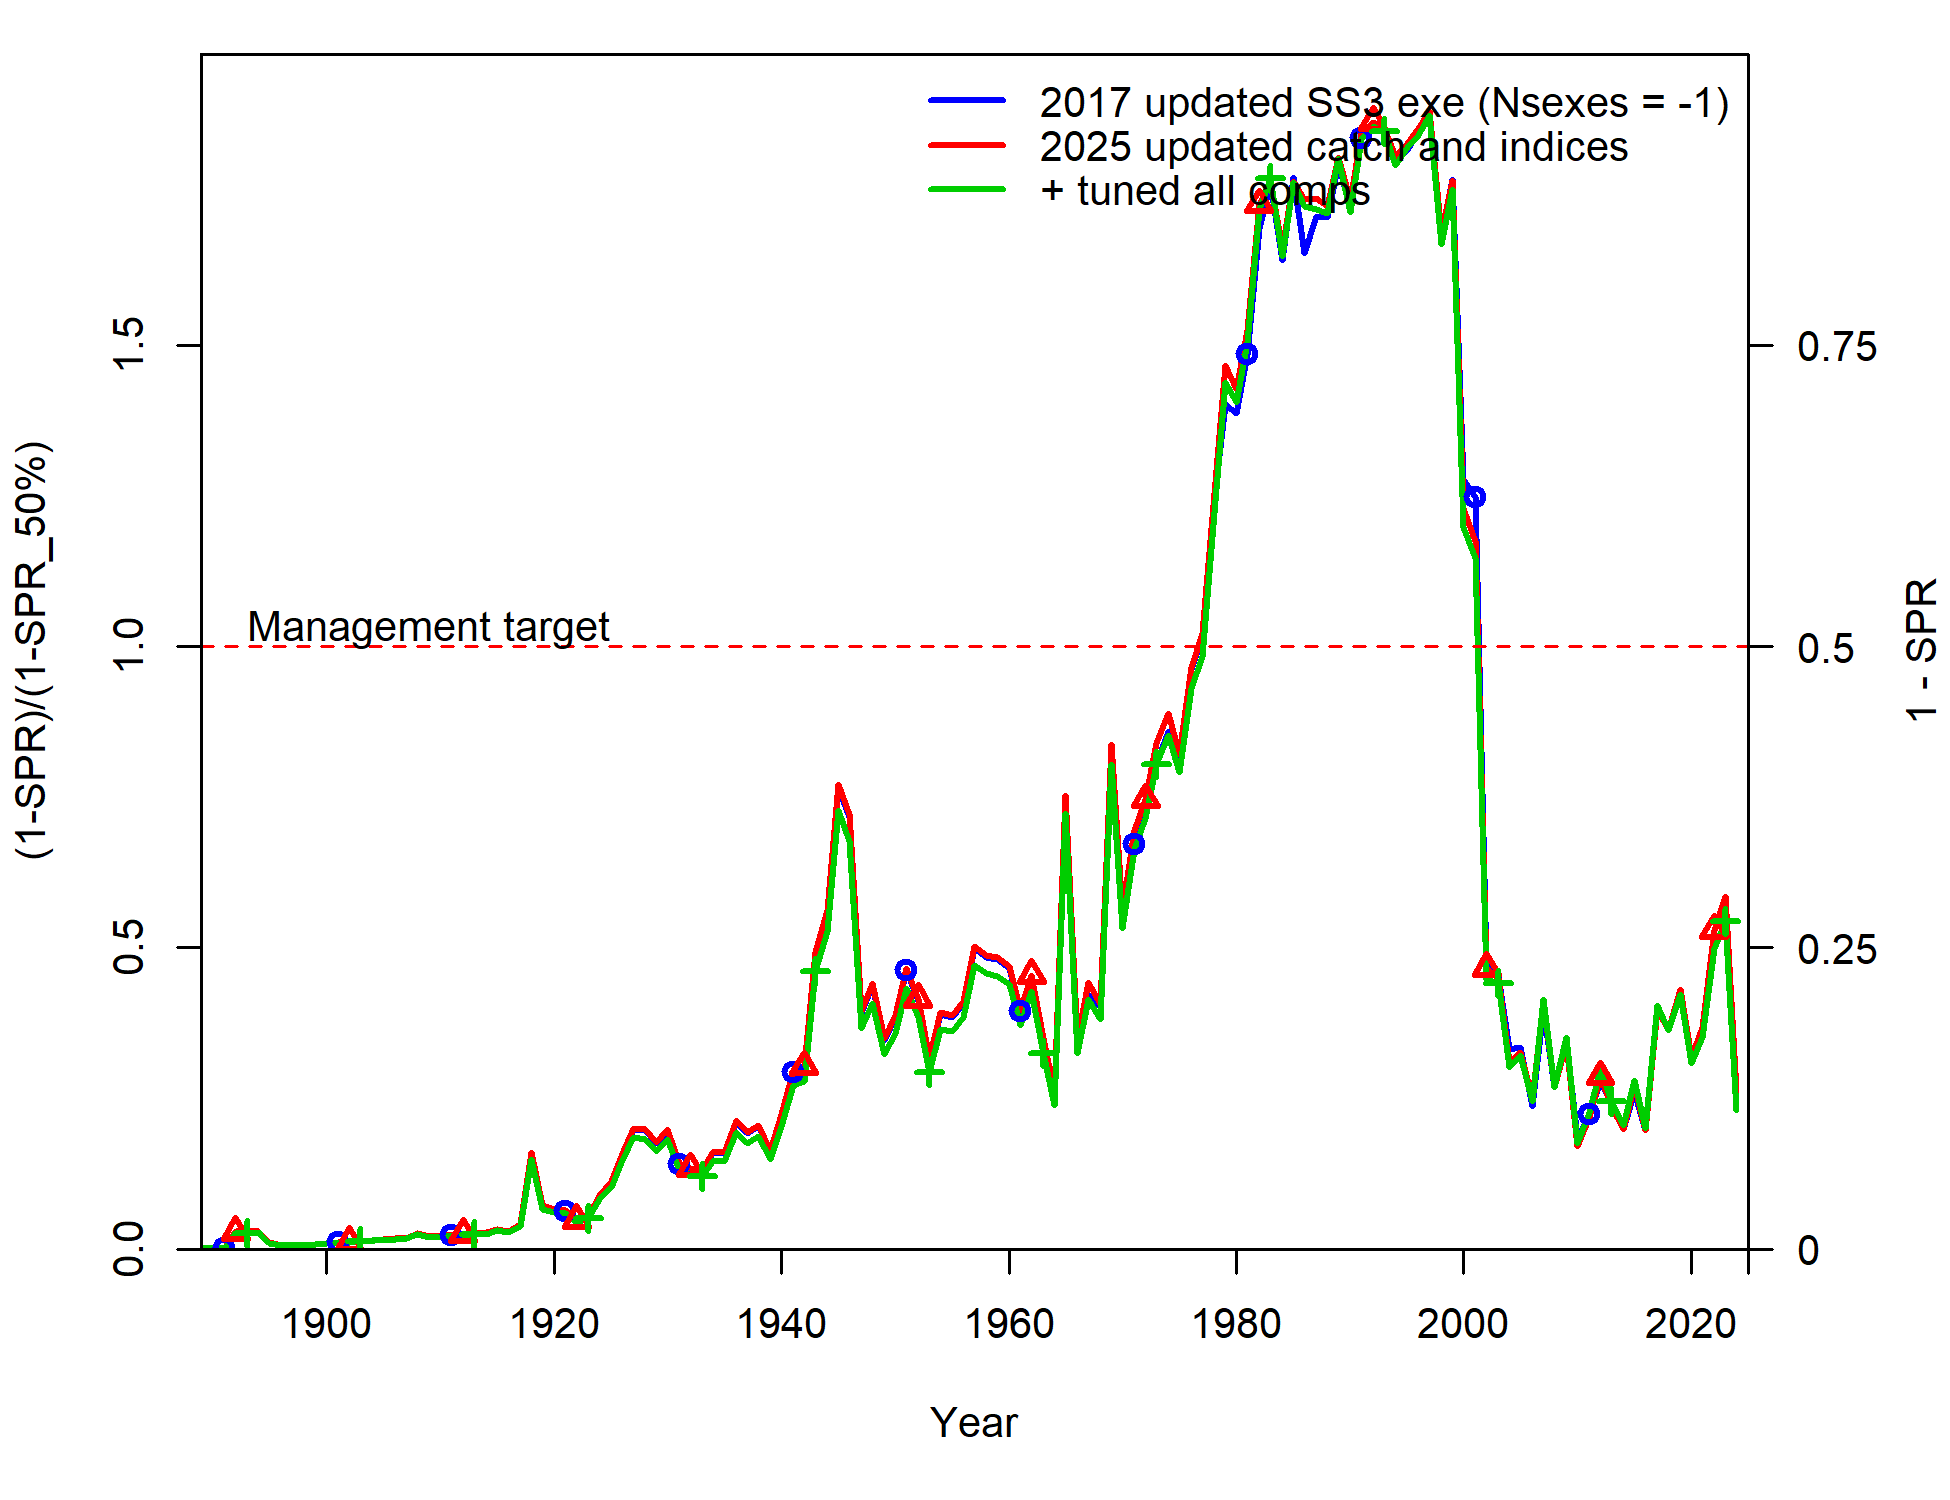 2017 updated SS3 exe (Nsexes = -1)
2025 updated catch and indices
+ tuned all comps
Management target
(1-SPR)/(1-SPR_50%)
0.0
0.5
1.0
1.5
1 - SPR
0.75
0.5
0.25
0
1900
1920
1940
1960
1980
2000
2020
Year